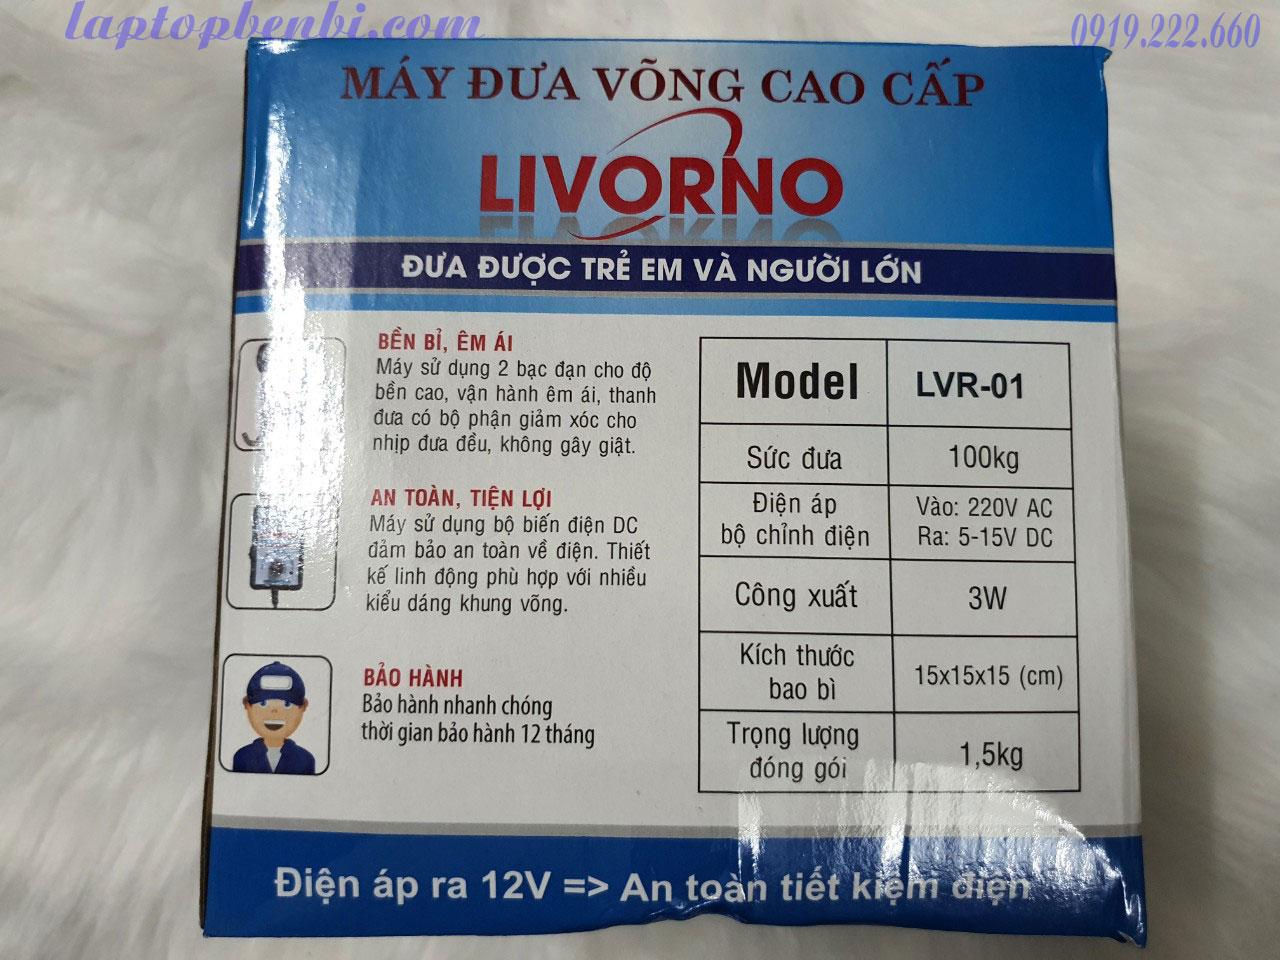 laptopbenbi.com
0919.222.660
MÁY ĐƯA VÕNG CAO CẤP
LIVORNO
ĐƯA ĐƯỢC TRẺ EM VÀ NGƯỜI LỚN
BỀN BỈ, ÊM ÁI
Máy sử dụng 2 bạc đạn cho độ
bền cao, vận hành êm ái, thanh
đưa có bộ phận giảm xóc cho
nhịp đưa đều, không gây giật.
AN TOÀN, TIỆN LỢI
Máy sử dụng bộ biến điện DC
đảm bảo an toàn về điện. Thiết
kế linh động phù hợp với nhiều
kiểu dáng khung võng.
BẢO HÀNH
Bảo hành nhanh chóng
thời gian bảo hành 12 tháng
Model LVR-01
Sức đưa 100kg
Điện áp
bộ chỉnh điện
Vào: 220V AC
Ra: 5-15V DC
Công xuất 3W
Kích thước
bao bì
15x15x15 (cm)
Trọng lượng
đóng gói
1,5kg
Điện áp ra 12V => An toàn tiết kiệm điện